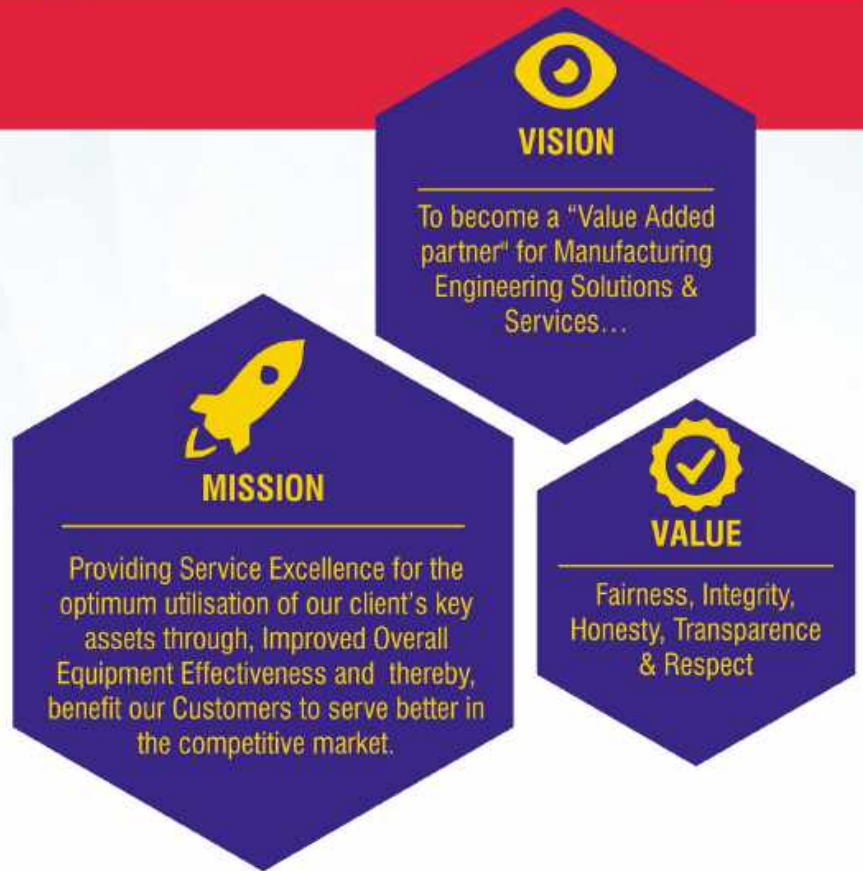 VISION
To become a “Value Added
partner" for Manufacturing
Engineering Solutions &
Services…
MISSION
Providing Service Excellence for the
optimum utilisation of our client's key
assets through, Improved Overall
Equipment Effectiveness and  thereby,
benefit our Customers to serve better in
the competitive market.
VALUE
Fairness, Integrity,
Honesty, Transparence
& Respect